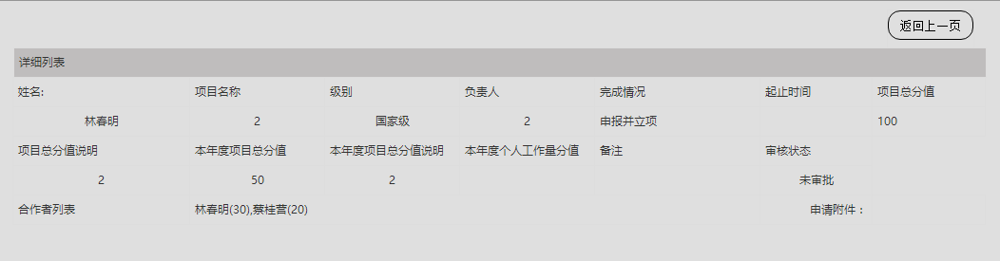 返回上一页
详细列表
姓名: 项目名称 级别 负责人 完成情况 起止时间 项目总分值
林春明 2 国家级 2 申报并立项 100
项目总分值说明 本年度项目总分值 本年度项目总分值说明 本年度个人工作量分值 备注 审核状态
2 50 2 未审批
合作者列表 林春明(30),蔡桂营(20) 申请附件：